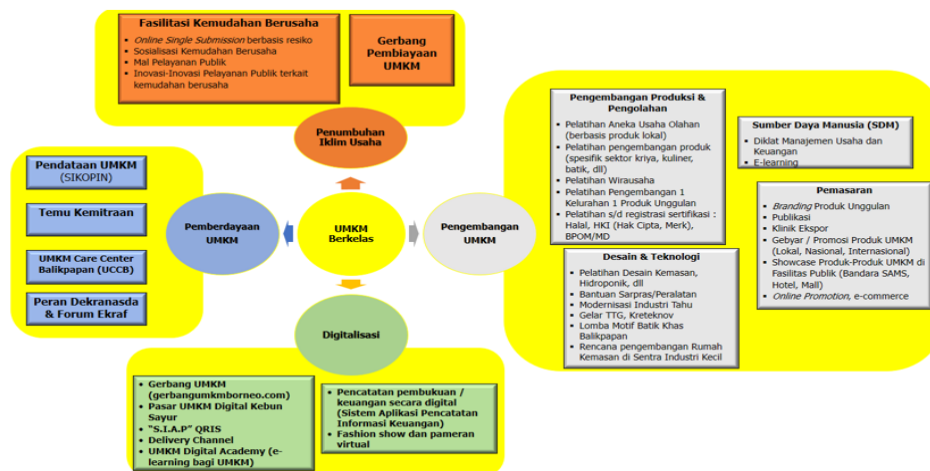 Fasilitasi Kemudahan Berusaha
• Online Single Submission berbasis resiko
• Sosialisasi Kemudahan Berusaha
• Mal Pelayanan Publik
• Inovasi-Inovasi Pelayanan Publik terkait
kemudahan berusaha
Gerbang
Pembiayaan
UMKM
Penumbuhan
Iklim Usaha
Pendataan UMKM
(SIKOPIN)
Temu Kemitraan
UMKM Care Center
Balikpapan (UCCB)
Peran Dekranasda
& Forum Ekraf
Pemberdayaan
UMKM
UMKM
Berkelas
Pengembangan
UMKM
Pengembangan Produksi &
Pengolahan
▪ Pelatihan Aneka Usaha Olahan
(berbasis produk lokal)
▪ Pelatihan pengembangan produk
(spesifik sektor kriya, kuliner,
batik, dll)
▪ Pelatihan Wirausaha
▪ Pelatihan Pengembangan 1
Kelurahan 1 Produk Unggulan
▪ Pelatihan s/d registrasi sertifikasi :
Halal, HKI (Hak Cipta, Merk),
BPOM/MD
Sumber Daya Manusia (SDM)
▪ Diklat Manajemen Usaha dan
Keuangan
▪ E-learning
Pemasaran
▪ Branding Produk Unggulan
▪ Publikasi
▪ Klinik Ekspor
▪ Gebyar / Promosi Produk UMKM
(Lokal, Nasional, Internasional)
▪ Showcase Produk-Produk UMKM di
Fasilitas Publik (Bandara SAMS,
Hotel, Mall)
▪ Online Promotion, e-commerce
Desain & Teknologi
▪ Pelatihan Desain Kemasan,
Hidroponik, dll
▪ Bantuan Sarpras/Peralatan
▪ Modernisasi Industri Tahu
▪ Gelar TTG, Kreteknov
▪ Lomba Motif Batik Khas
Balikpapan
▪ Rencana pengembangan Rumah
Kemasan di Sentra Industri Kecil
Digitalisasi
• Gerbang UMKM
(gerbangumkmborneo.com)
• Pasar UMKM Digital Kebun
Sayur
• “S.I.A.P” QRIS
• Delivery Channel
• UMKM Digital Academy (e-
learning bagi UMKM)
• Pencatatan pembukuan /
keuangan secara digital
(Sistem Aplikasi Pencatatan
Informasi Keuangan)
• Fashion show dan pameran
virtual